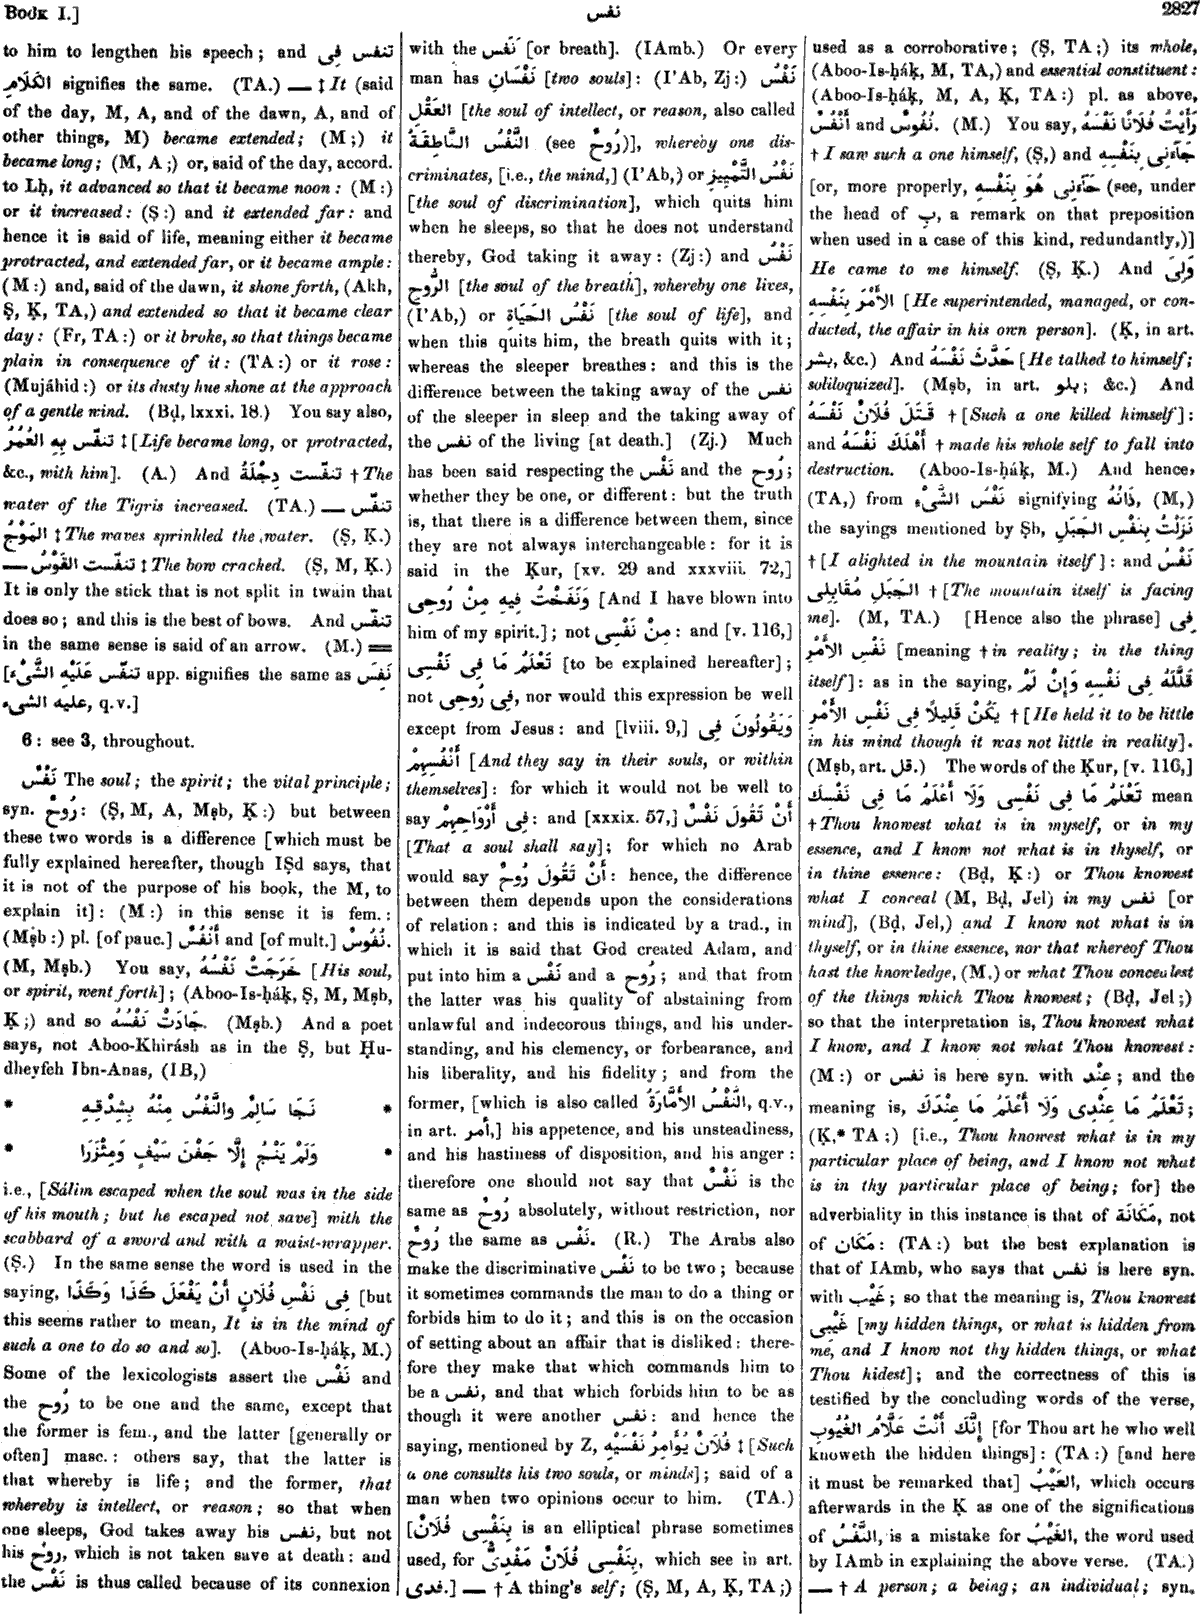 Book I.]
نفس
2827
to him to lengthen his speech; and تنفس فِى
الكَلَامِ signifies the same. (TA.) — ‡ It (said
of the day, M, A, and of the dawn, A, and of
other things, M) became extended; (M;) it
became long; (M, A;) or, said of the day, accord.
to Lḥ, it advanced so that it became noon: (M:)
or it increased: (Ṣ:) and it extended far: and
hence it is said of life, meaning either it became
protracted, and extended far, or it became ample:
(M:) and, said of the dawn, it shone forth, (Akh,
Ṣ, Ḳ, TA,) and extended so that it became clear
day: (Fr, TA:) or it broke, so that things became
plain in consequence of it: (TA:) or it rose:
(Mujáhid:) or its dusty hue shone at the approach
of a gentle wind. (Bḍ, lxxxi. 18.) You say also,
تنفّس بِهِ العُمُرُ ‡ [Life became long, or protracted,
&c., with him]. (A.) And تنفّست دِجْلَةُ † The
water of the Tigris increased. (TA.) — تنفّس
المَوْجُ ‡ The waves sprinkled the water. (Ṣ, Ḳ.)
— تنفّست القَوْسُ ‡ The bow cracked. (Ṣ, M, Ḳ.)
It is only the stick that is not split in twain that
does so; and this is the best of bows. And تنفّس
in the same sense is said of an arrow. (M.) ═
[تنفّس عَلَيْهِ الشَّىْءَ app. signifies the same as نَفِسَ
عليه الشىء, q.v.]
6: see 3, throughout.
نَفْسٌ The soul; the spirit; the vital principle;
syn. رُوحٌ: (Ṣ, M, A, Mṣb, Ḳ:) but between
these two words is a difference [which must be
fully explained hereafter, though ISd says, that
it is not of the purpose of his book, the M, to
explain it]: (M:) in this sense it is fem.:
(Mṣb:) pl. [of pauc.] أَنْفُسٌ and [of mult.] نُفُوسٌ.
(M, Mṣb.) You say, خَرَجَتْ نَفْسُهُ [His soul,
or spirit, went forth]; (Aboo-Is-ḥáḳ, Ṣ, M, Mṣb,
Ḳ;) and so جَادَتْ نَفْسُهُ. (Mṣb.) And a poet
says, not Aboo-Khirásh as in the Ṣ, but Ḥu-
dheyfeh Ibn-Anas, (IB,)
* نَجَا سَالِمٌ والنَّفْسُ مِنْهُ بِشِدْقِهِ *
* وَلَمْ يَنْجُ إِلَّا جَفْنَ سَيْفٍ وَمِئْزَرَا *
i.e., [Sálim escaped when the soul was in the side
of his mouth; but he escaped not save] with the
scabbard of a sword and with a waist-wrapper.
(Ṣ.) In the same sense the word is used in the
saying, فِى نَفْسِ فُلَانٍ أَنْ يَفْعَلَ كَذَا وَكَذَا [but
this seems rather to mean, It is in the mind of
such a one to do so and so]. (Aboo-Is-ḥáḳ, M.)
Some of the lexicologists assert the نَفْس and
the رُوح to be one and the same, except that
the former is fem., and the latter [generally or
often] masc.: others say, that the latter is
that whereby is life; and the former, that
whereby is intellect, or reason; so that when
one sleeps, God takes away his نفس, but not
his رُوح, which is not taken save at death: and
the نَفْس is thus called because of its connexion
with the نَفَس [or breath]. (IAmb.) Or every
man has نَفْسَانِ [two souls]: (I'Ab, Zj:) نَفْسُ
العَقْلِ [the soul of intellect, or reason, also called
النَّفْسُ النَّاطِقَةُ (see رُوحٌ)], whereby one dis-
criminates, [i.e., the mind,] (I'Ab,) or نَفْسُ التَّمْيِيزِ
[the soul of discrimination], which quits him
when he sleeps, so that he does not understand
thereby, God taking it away: (Zj:) and نَفْسُ
الرُّوحِ [the soul of the breath], whereby one lives,
(I'Ab,) or نَفْسُ الحَيَاةِ [the soul of life], and
when this quits him, the breath quits with it;
whereas the sleeper breathes: and this is the
difference between the taking away of the نفس
of the sleeper in sleep and the taking away of
the نفس of the living [at death.] (Zj.) Much
has been said respecting the نَفْس and the رُوح;
whether they be one, or different: but the truth
is, that there is a difference between them, since
they are not always interchangeable: for it is
said in the Ḳur, [xv. 29 and xxxviii. 72,]
وَنَفَخْتُ فِيهِ مِنْ رُوحِى [And I have blown into
him of my spirit.]; not مِنْ نَفْسِى: and [v. 116,]
تَعْلَمُ مَا فِى نَفْسِى [to be explained hereafter];
not فِى رُوحِى, nor would this expression be well
except from Jesus: and [lviii. 9,] وَيَقُولُونَ فِى
أَنْفُسِهِمْ [And they say in their souls, or within
themselves]: for which it would not be well to
say فِى أَرْوَاحِهِمْ: and [xxxix. 57,] أَنْ تَقُولَ نَفْسٌ
[That a soul shall say]; for which no Arab
would say أَنْ تَقُولَ رُوحٌ: hence, the difference
between them depends upon the considerations
of relation: and this is indicated by a trad., in
which it is said that God created Adam, and
put into him a نَفْس and a رُوح; and that from
the latter was his quality of abstaining from
unlawful and indecorous things, and his under-
standing, and his clemency, or forbearance, and
his liberality, and his fidelity; and from the
former, [which is also called النَّفْسُ الأَمَّارَةُ, q.v.,
in art. أمر,] his appetence, and his unsteadiness,
and his hastiness of disposition, and his anger:
therefore one should not say that نَفْسٌ is the
same as رُوحٌ absolutely, without restriction, nor
رُوحٌ the same as نَفْس. (R.) The Arabs also
make the discriminative نَفْس to be two; because
it sometimes commands the man to do a thing or
forbids him to do it; and this is on the occasion
of setting about an affair that is disliked: there-
fore they make that which commands him to
be a نفس, and that which forbids him to be as
though it were another نفس: and hence the
saying, mentioned by Z, فُلَانٌ يُؤَامِرُ نَفْسَيْهِ ‡ [Such
a one consults his two souls, or minds]; said of a
man when two opinions occur to him. (TA.)
[بِنَفْسِى فُلَانٌ is an elliptical phrase sometimes
used, for بِنَفْسِى فُلَانٌ مَفْدِىٌّ, which see in art.
فدى.] — † A thing's self; (Ṣ, M, A, Ḳ, TA;)
used as a corroborative; (Ṣ, TA;) its whole,
(Aboo-Is-ḥáḳ, M, TA,) and essential constituent:
(Aboo-Is-ḥáḳ, M, A, Ḳ, TA:) pl. as above,
أَنْفُسٌ and نُفُوسٌ. (M.) You say, رَأَيْتُ فُلَانًا نَفْسَهُ
† I saw such a one himself, (Ṣ,) and جَآءَنِى بِنَفْسِهِ
[or, more properly, جَآءَنِى هُوَ بِنَفْسِهِ (see, under
the head of بِ, a remark on that preposition
when used in a case of this kind, redundantly,)]
He came to me himself. (Ṣ, Ḳ.) And وَلِىَ
الأَمْرَ بِنَفْسِهِ [He superintended, managed, or con-
ducted, the affair in his own person]. (Ḳ, in art.
بشر, &c.) And حَدَّثَ نَفْسَهُ [He talked to himself;
soliloquized]. (Mṣb, in art. بلو; &c.) And
قَتَلَ فُلَانٌ نَفْسَهُ † [Such a one killed himself];
and أَهْلَكَ نَفْسَهُ † made his whole self to fall into
destruction. (Aboo-Is-ḥáḳ, M.) And hence,
(TA,) from نَفْسُ الشَّىْءِ signifying ذَاتُهُ, (M,)
the sayings mentioned by Sb, نَزَلْتُ بِنَفْسِ الجَبَلِ
† [I alighted in the mountain itself]: and نَفْسُ
الجَبَلِ مُقَابِلِى † [The mountain itself is facing
me]. (M, TA.) [Hence also the phrase] فِى
نَفْسِ الأَمْرِ [meaning † in reality; in the thing
itself]: as in the saying, قَلَّلَهُ فِى نَفْسِهِ وَإِنْ لَمْ
يَكُنْ قَلِيلًا فِى نَفْسِ الأَمْرِ † [He held it to be little
in his mind though it was not little in reality].
(Mṣb, art. قل.) The words of the Ḳur, [v. 116,]
تَعْلَمُ مَا فِى نَفْسِى وَلَا أَعْلَمُ مَا فِى نَفْسِكَ mean
† Thou knowest what is in myself, or in my
essence, and I know not what is in thyself, or
in thine essence: (Bḍ, Ḳ:) or Thou knowest
what I conceal (M, Bḍ, Jel) in my نفس [or
mind], (Bḍ, Jel,) and I know not what is in
thyself, or in thine essence, nor that whereof Thou
hast the knowledge, (M,) or what Thou concealest
of the things which Thou knowest; (Bḍ, Jel;)
so that the interpretation is, Thou knowest what
I know, and I know not what Thou knowest:
(M:) or نفس is here syn. with عِنْد; and the
meaning is, تَعْلَمُ مَا عِنْدِى وَلَا أَعْلَمُ مَا عِنْدَكَ;
(Ḳ,* TA;) [i.e., Thou knowest what is in my
particular place of being, and I know not what
is in thy particular place of being; for] the
adverbiality in this instance is that of مَكَانَة, not
of مَكَان: (TA:) but the best explanation is
that of IAmb, who says that نفس is here syn.
with غَيْب; so that the meaning is, Thou knowest
غَيْبِى [my hidden things, or what is hidden from
me, and I know not thy hidden things, or what
Thou hidest]; and the correctness of this is
testified by the concluding words of the verse,
إِنَّكَ أَنْتَ عَلَّامُ الغُيُوبِ [for Thou art he who well
knoweth the hidden things]: (TA:) [and here
it must be remarked that] العَيْبُ, which occurs
afterwards in the Ḳ as one of the significations
of النَّفْسُ, is a mistake for الغَيْبُ, the word used
by IAmb in explaining the above verse. (TA.)
— † A person; a being; an individual; syn.